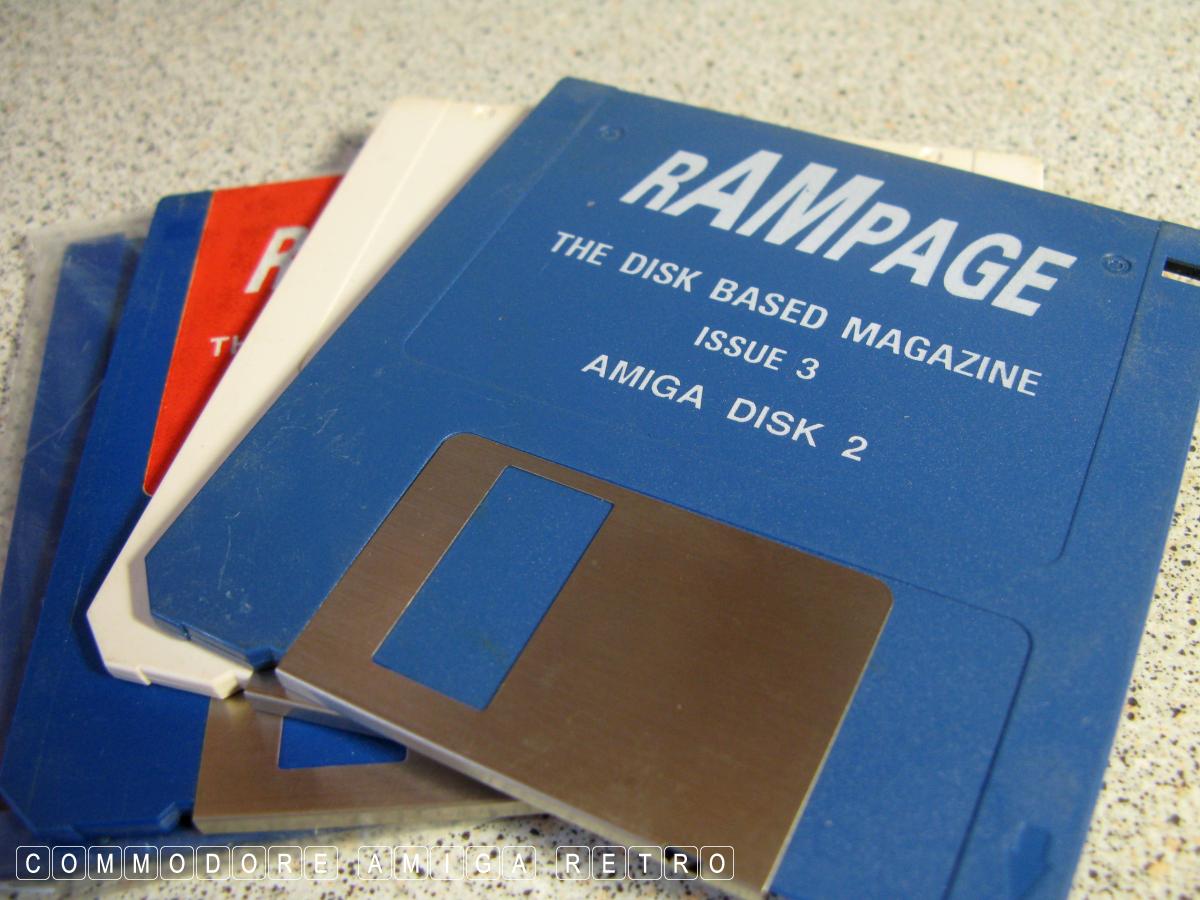 RAMPAGE
THE DISK BASED MAGAZINE
ISSUE 3
AMIGA DISK 2
COMMODORE AMIGA RETRO